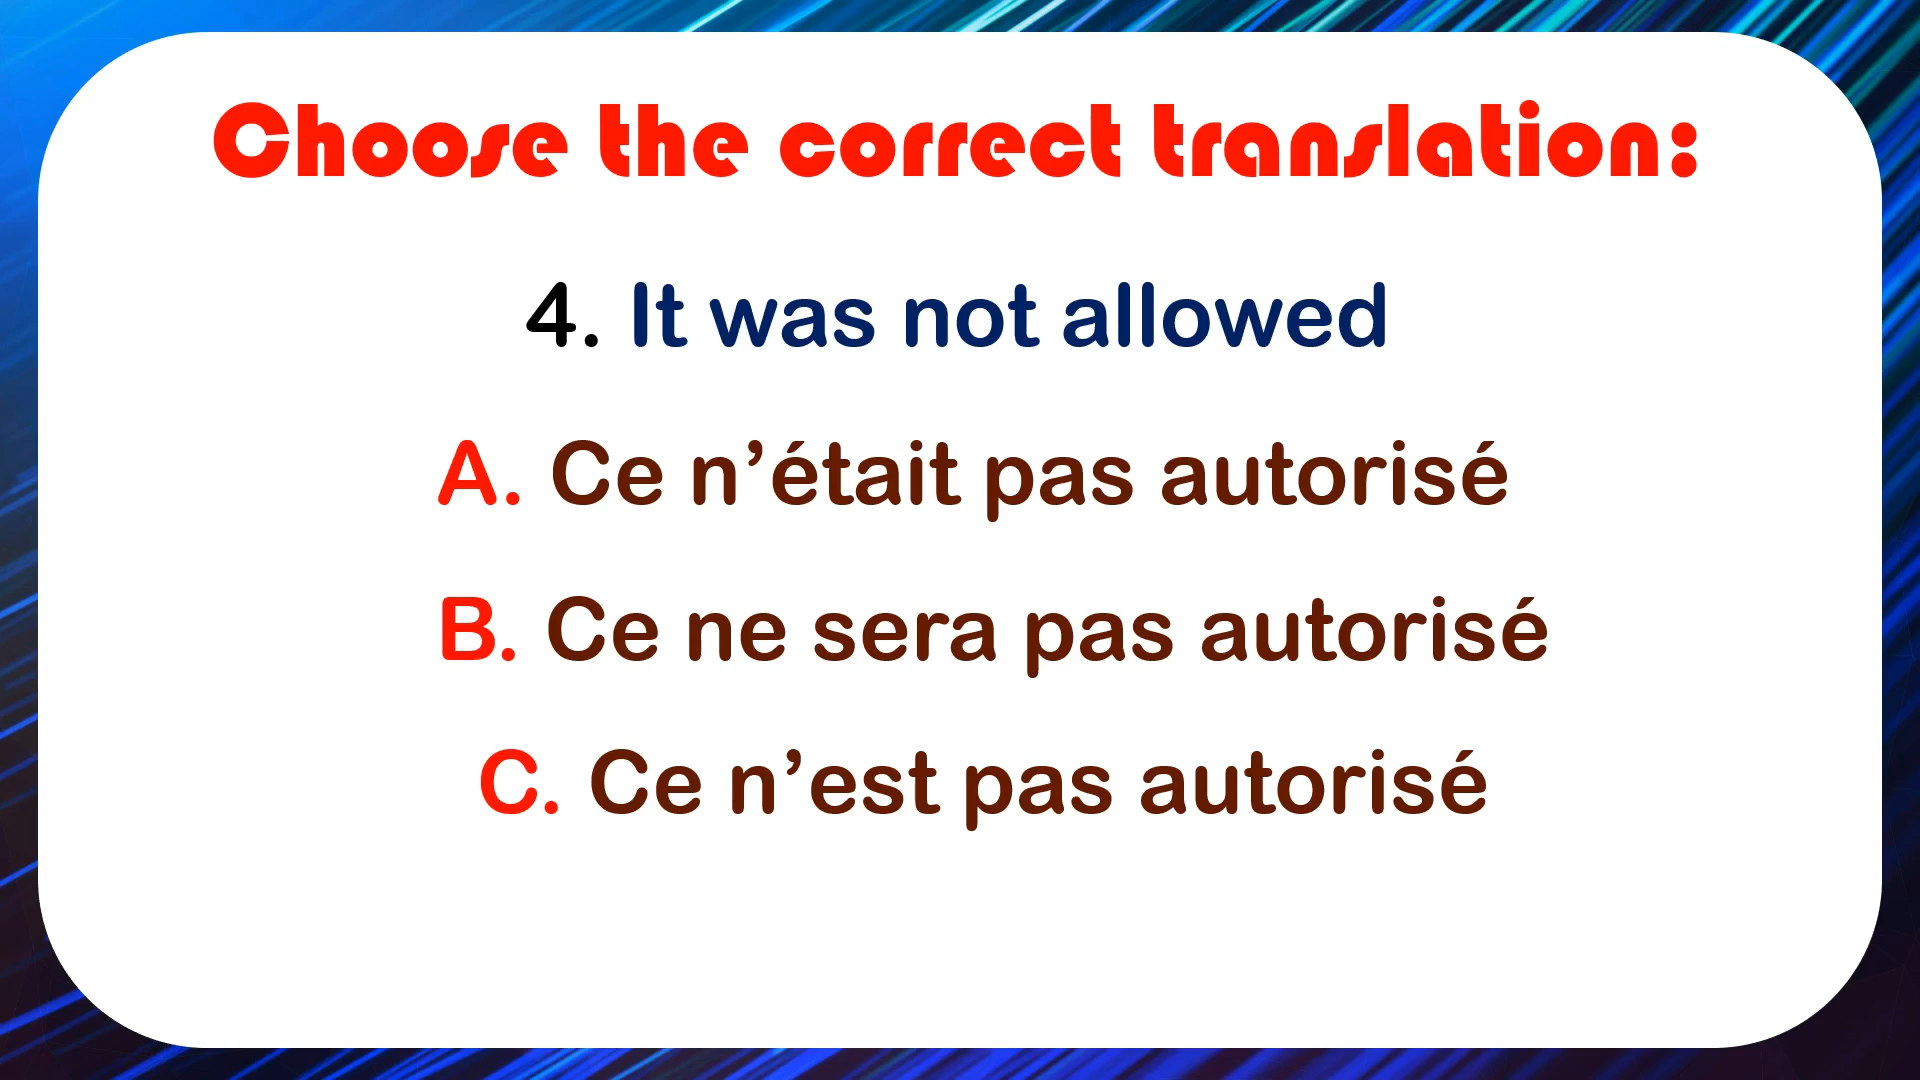 Choose the correct translation:
4. It was not allowed
A. Ce n’était pas autorisé
B. Ce ne sera pas autorisé
C. Ce n’est pas autorisé